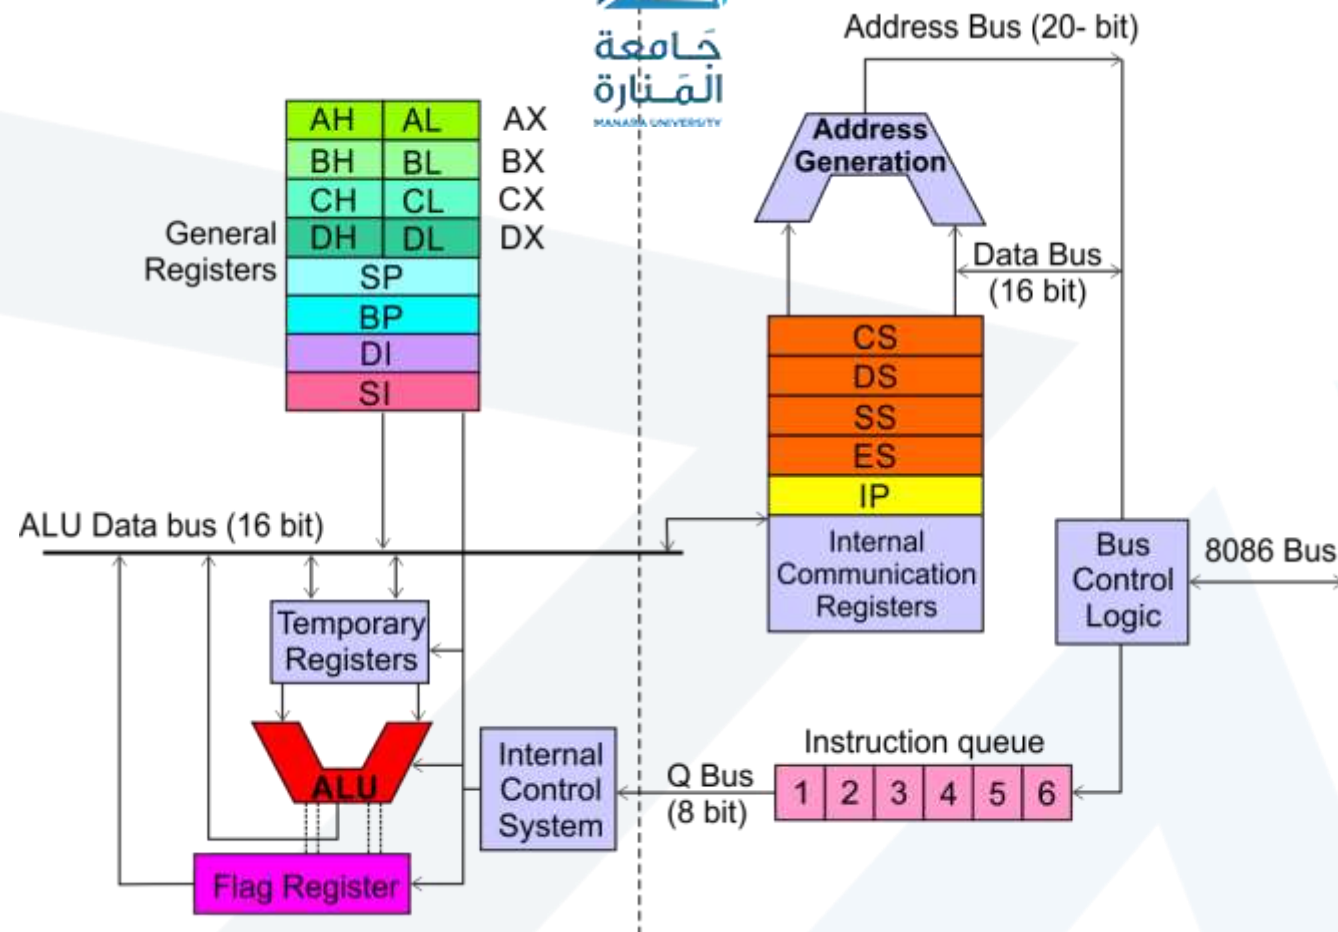 جَامعة
المَنارة
MANARA UNIVERSITY
Address Bus (20- bit)
AH AL AX
BH BL BX
CH CL CX
DH DL DX
General
Registers
SP
BP
DI
SI
Address
Generation
Data Bus
(16 bit)
CS
DS
SS
ES
IP
Internal
Communication
Registers
ALU Data bus (16 bit)
Bus
Control
Logic
8086 Bus
Temporary
Registers
ALU
Internal
Control
System
Q Bus
(8 bit)
Instruction queue
1 2 3 4 5 6
Flag Register